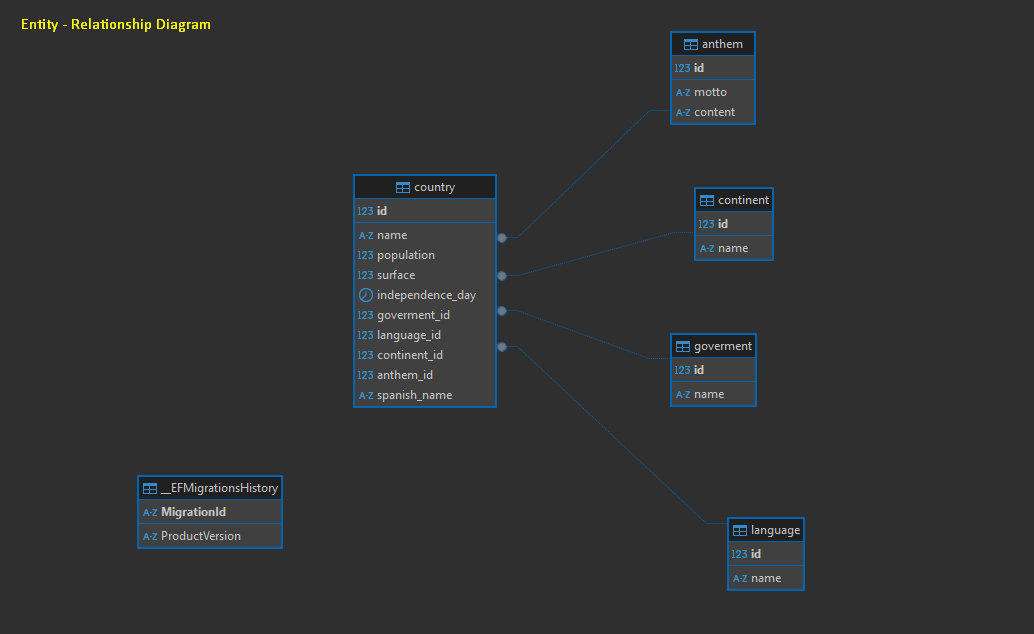 Entity - Relationship Diagram
anthem
123 id
A-Z motto
A-Z content
country
123 id
A-Z name
123 population
123 surface
independence_day
123 goverment_id
123 language_id
123 continent_id
123 anthem_id
A-Z spanish_name
continent
123 id
A-Z name
goverment
123 id
A-Z name
__EFMigrationsHistory
A-Z MigrationId
A-Z ProductVersion
language
123 id
A-Z name